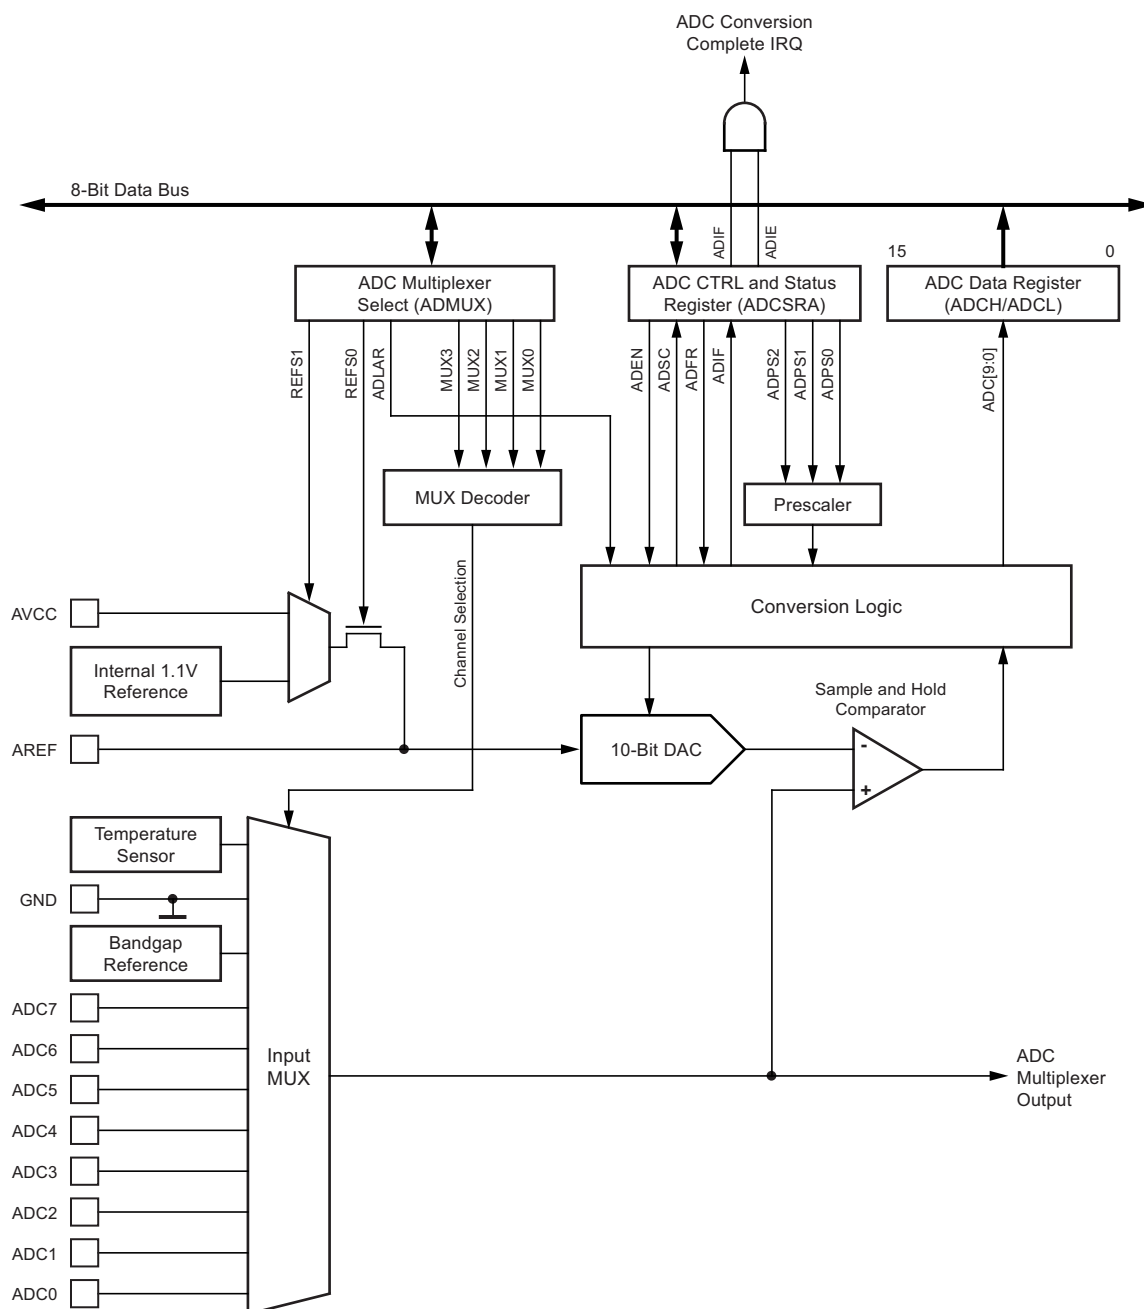 ADC Conversion
Complete IRQ
8-Bit Data Bus
ADIF
ADIE
15
0
ADC Multiplexer
Select (ADMUX)
ADC CTRL and Status
Register (ADCSRA)
ADC Data Register
(ADCH/ADCL)
REFS1
REFS0
ADLAR
MUX3
MUX2
MUX1
MUX0
ADEN
ADSC
ADFR
ADIF
ADPS2
ADPS1
ADPS0
ADC[9:0]
MUX Decoder
Prescaler
Channel Selection
Conversion Logic
AVCC
Internal 1.1V
Reference
Sample and Hold
Comparator
AREF
10-Bit DAC
-
+
Temperature
Sensor
GND
Bandgap
Reference
ADC7
ADC6
ADC5
ADC4
ADC3
ADC2
ADC1
ADC0
Input
MUX
ADC
Multiplexer
Output